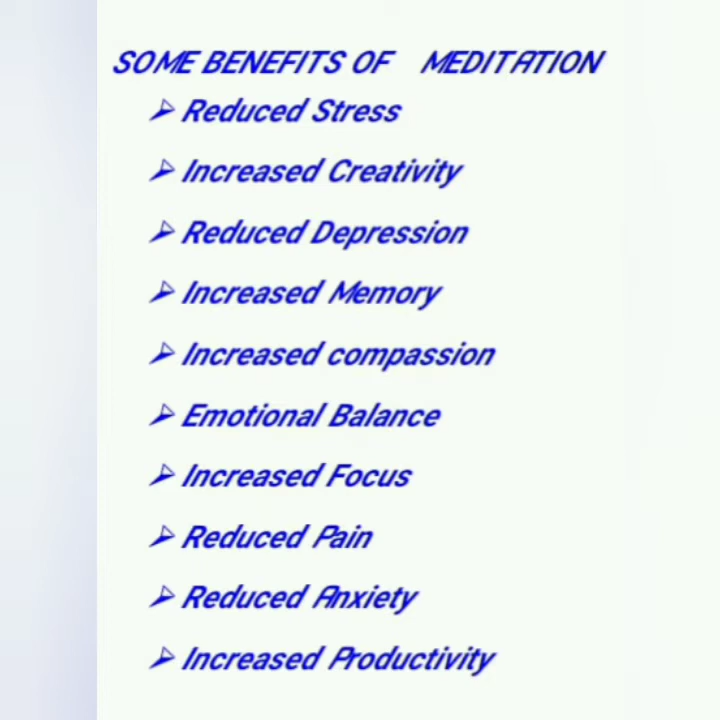 SOME BENEFITS OF MEDITATION
➢ Reduced Stress
➢ Increased Creativity
➢ Reduced Depression
➢ Increased Memory
➢ Increased compassion
➢ Emotional Balance
➢ Increased Focus
➢ Reduced Pain
➢ Reduced Anxiety
➢ Increased Productivity